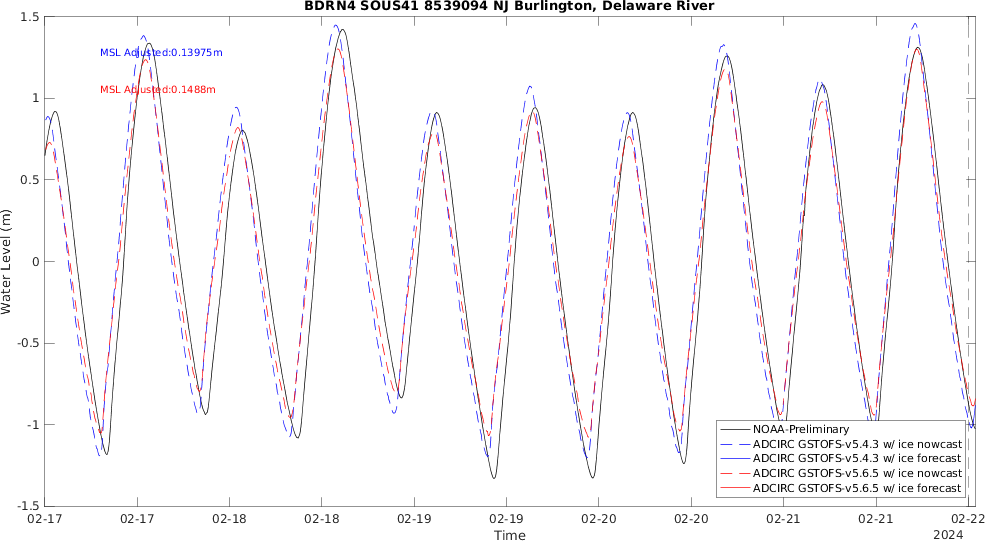 BDRN4 SOUS41 8539094 NJ Burlington, Delaware River
1.5
MSL Adjusted:0.13975m
MSL Adjusted:0.1488m
1
0.5
0
-0.5
-1
-1.5
Water Level (m)
NOAA-Preliminary
ADCIRC GSTOFS-v5.4.3 w/ ice nowcast
ADCIRC GSTOFS-v5.4.3 w/ ice forecast
ADCIRC GSTOFS-v5.6.5 w/ ice nowcast
ADCIRC GSTOFS-v5.6.5 w/ ice forecast
02-17 02-17 02-18 02-18 02-19 02-19 02-20 02-20 02-21 02-21 02-22
Time
2024